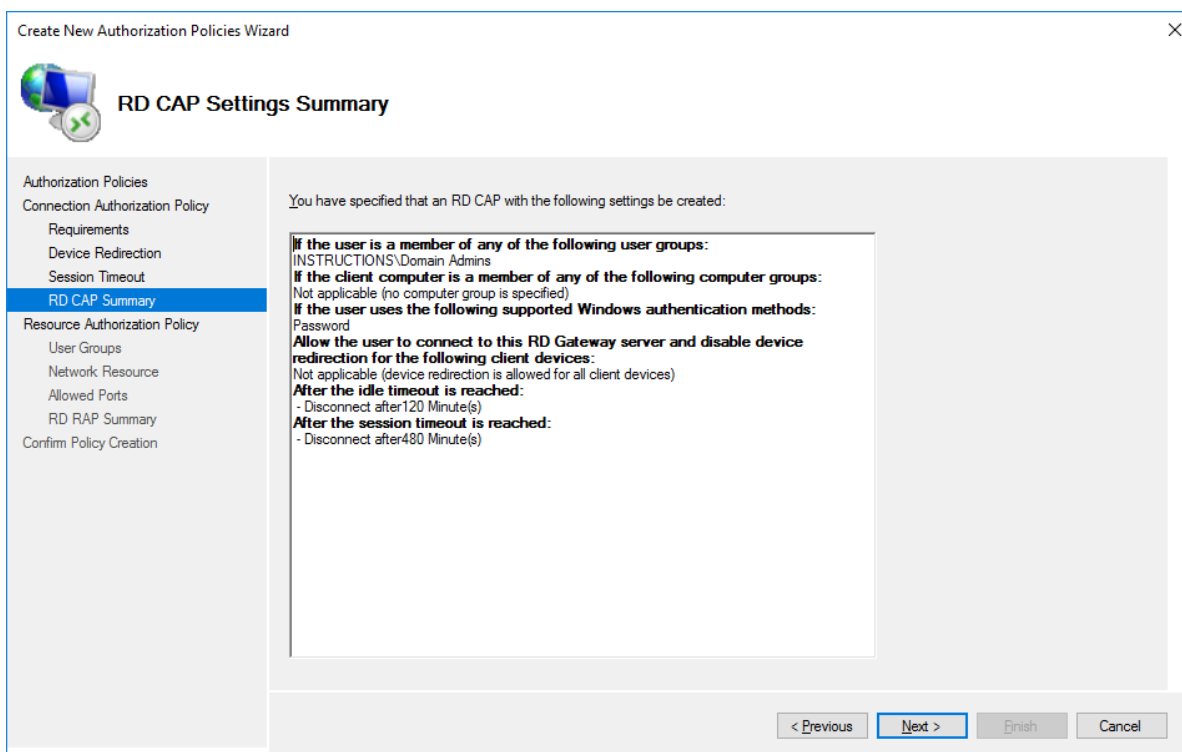 Create New Authorization Policies Wizard
RD CAP Settings Summary
Authorization Policies
Connection Authorization Policy
Requirements
Device Redirection
Session Timeout
RD CAP Summary
Resource Authorization Policy
User Groups
Network Resource
Allowed Ports
RD RAP Summary
Confirm Policy Creation
You have specified that an RD CAP with the following settings be created:
If the user is a member of any of the following user groups:
INSTRUCTIONS\Domain Admins
If the client computer is a member of any of the following computer groups:
Not applicable (no computer group is specified)
If the user uses the following supported Windows authentication methods:
Password
Allow the user to connect to this RD Gateway server and disable device
redirection for the following client devices:
Not applicable (device redirection is allowed for all client devices)
After the idle timeout is reached:
- Disconnect after120 Minute(s)
After the session timeout is reached:
- Disconnect after480 Minute(s)
< Previous
Next >
Finish
Cancel